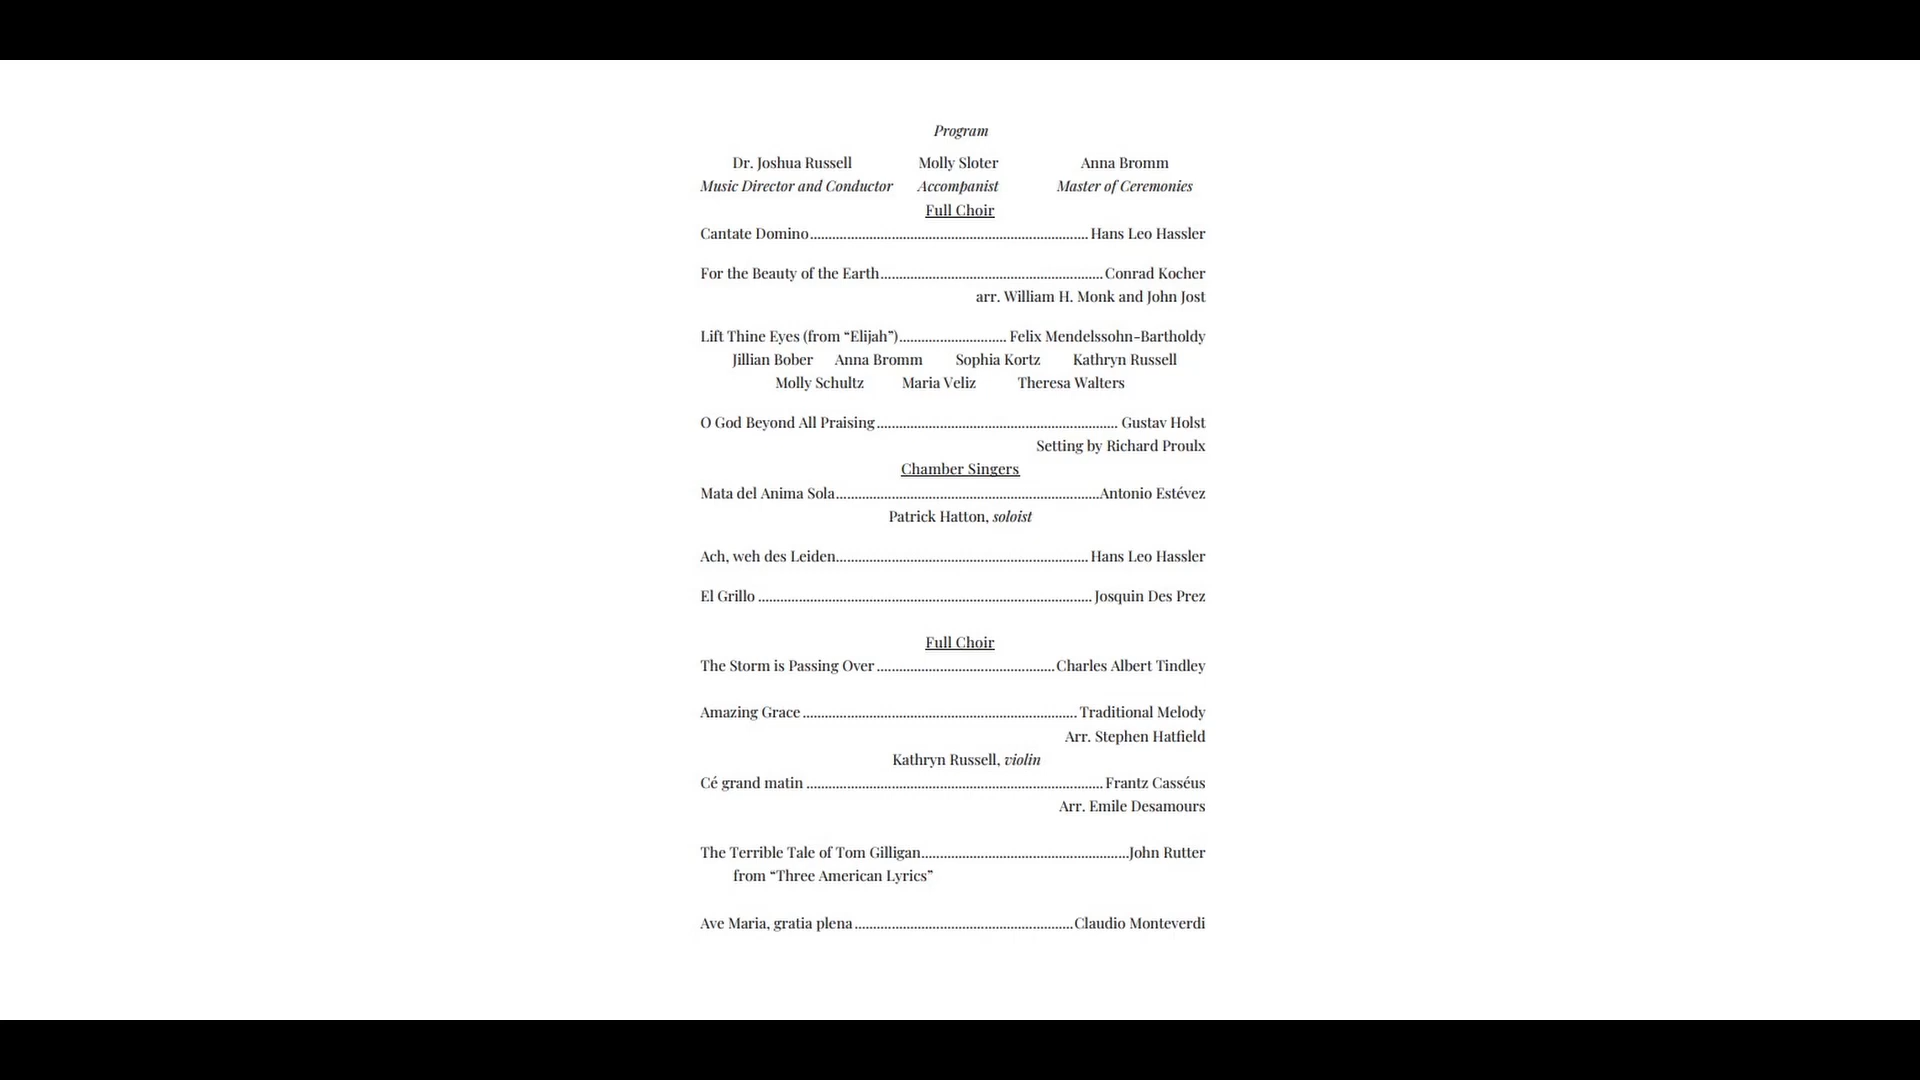 Program
Dr. Joshua Russell Molly Sloter Anna Bromm
Music Director and Conductor Accompanist Master of Ceremonies
Full Choir
Cantate Domino........................................................................................Hans Leo Hassler
For the Beauty of the Earth........................................................................Conrad Kocher
arr. William H. Monk and John Jost
Lift Thine Eyes (from “Elijah”)................................... Felix Mendelssohn-Bartholdy
Jillian Bober Anna Bromm Sophia Kortz Kathryn Russell
Molly Schultz Maria Veliz Theresa Walters
O God Beyond All Praising.............................................................................. Gustav Holst
Setting by Richard Proulx
Chamber Singers
Mata del Anima Sola....................................................................................Antonio Estévez
Patrick Hatton, soloist
Ach, weh des Leiden.................................................................................Hans Leo Hassler
El Grillo ...........................................................................................................Josquin Des Prez
Full Choir
The Storm is Passing Over .........................................................Charles Albert Tindley
Amazing Grace ........................................................................................Traditional Melody
Arr. Stephen Hatfield
Kathryn Russell, violin
Cé grand matin ...............................................................................................Frantz Casséus
Arr. Emile Desamours
The Terrible Tale of Tom Gilligan...................................................................John Rutter
from “Three American Lyrics”
Ave Maria, gratia plena ......................................................................Claudio Monteverdi